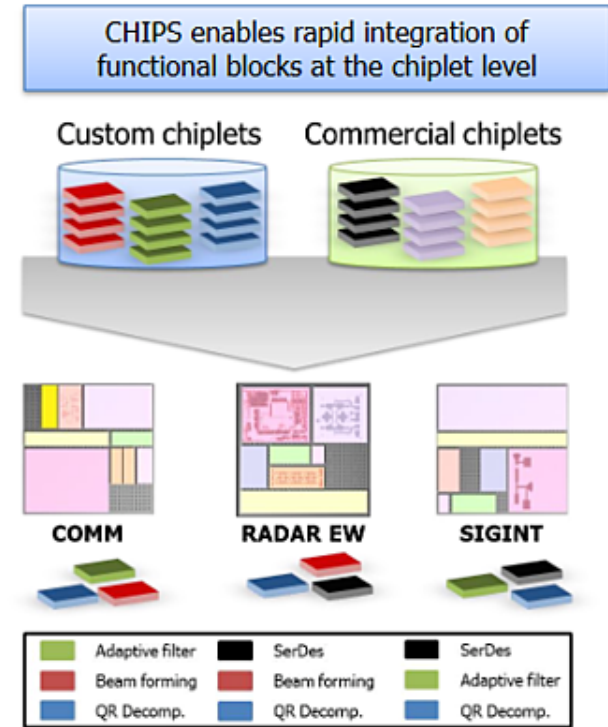 CHIPS enables rapid integration of
functional blocks at the chiplet level
Custom chiplets Commercial chiplets
COMM RADAR EW SIGINT
Adaptive filter SerDes SerDes
Beam forming Beam forming Adaptive filter
QR Decomp. QR Decomp. QR Decomp.